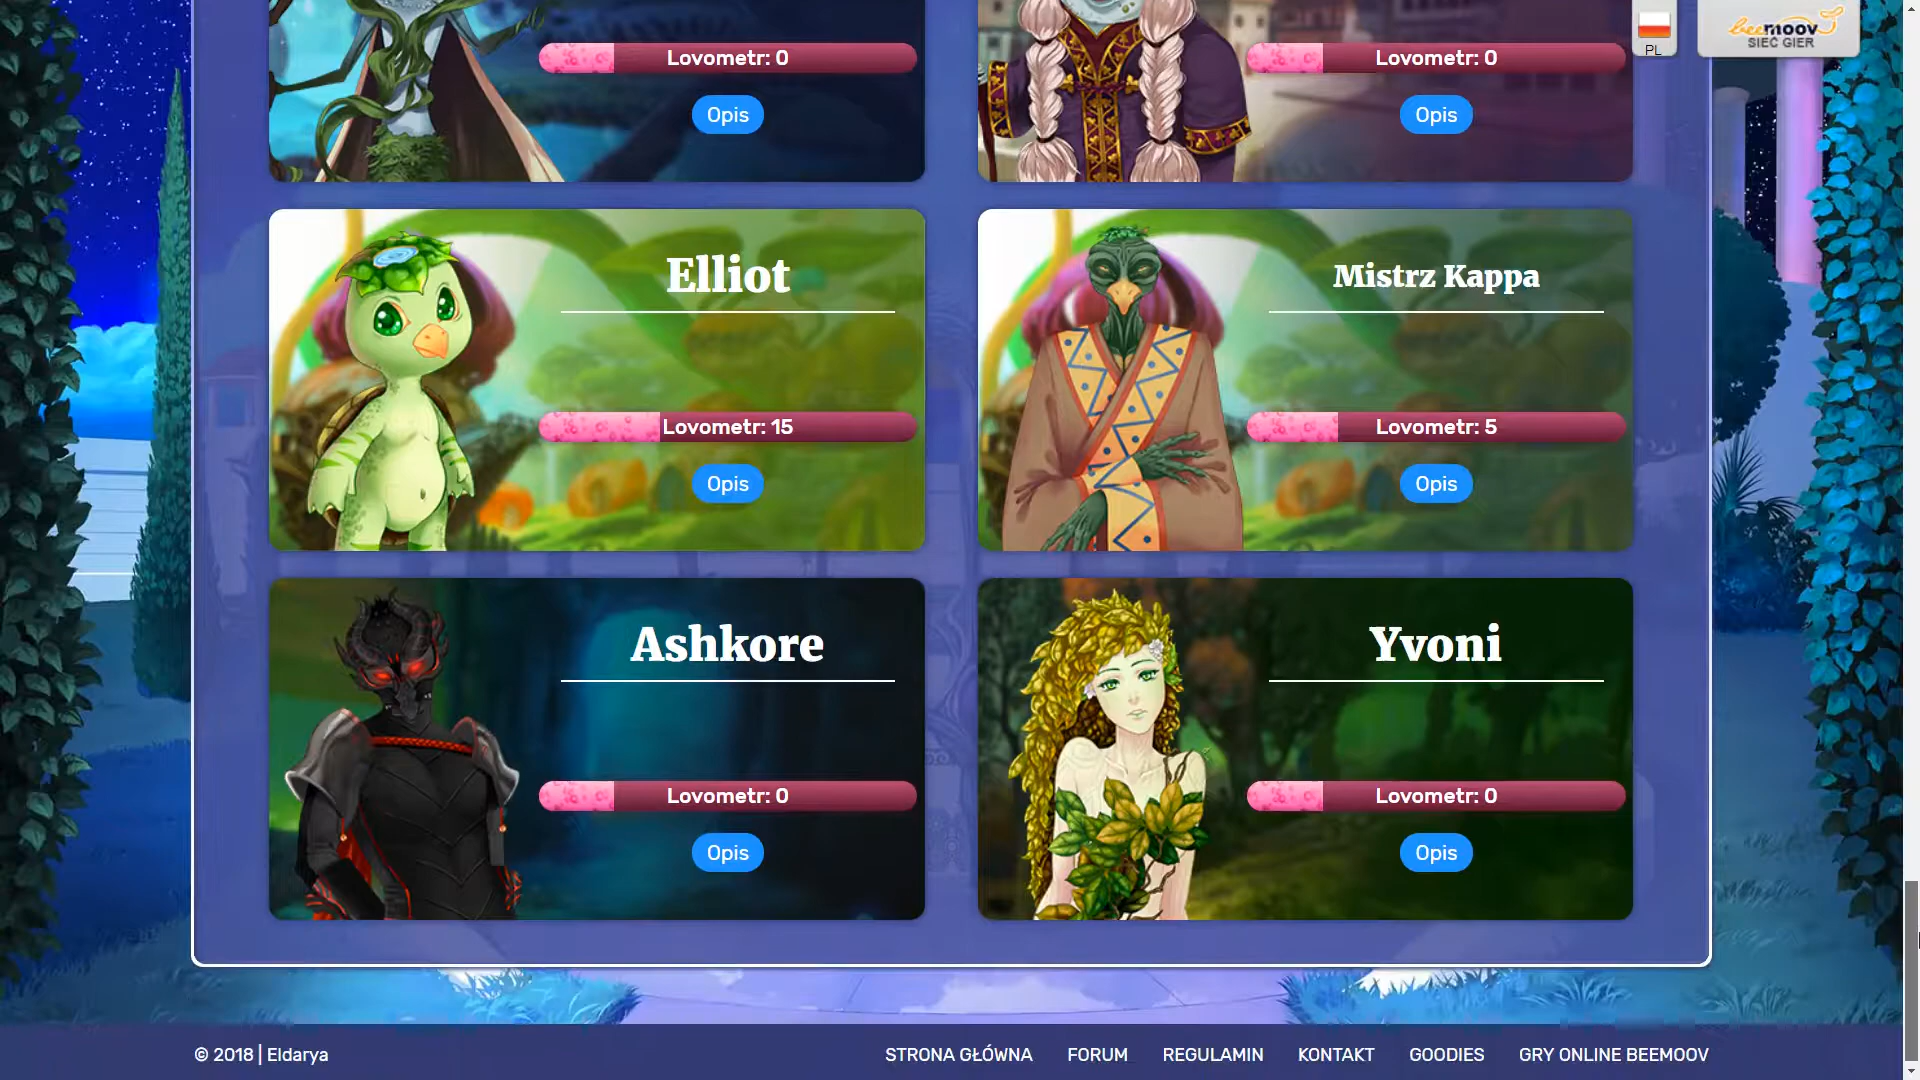 Lovometr: 0
Opis
Lovometr: 0
Opis
PL
beemoov
SIEĆ GIER
Elliot
Lovometr: 15
Opis
Mistrz Kappa
Lovometr: 5
Opis
Ashkore
Lovometr: 0
Opis
Yvoni
Lovometr: 0
Opis
© 2018 | Eldarya
STRONA GŁÓWNA FORUM REGULAMIN KONTAKT GOODIES GRY ONLINE BEEMOOV